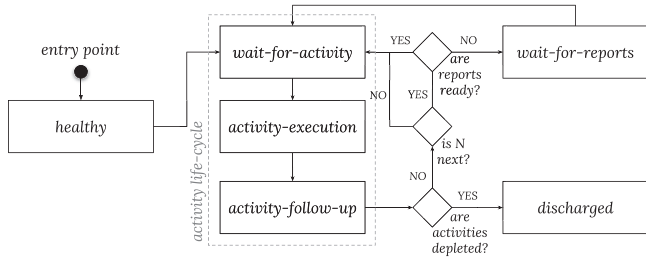 entry point
healthy
activity life-cycle
wait-for-activity
activity-execution
activity-follow-up
YES
NO
are
reports
ready?
wait-for-reports
NO
YES
is N
next?
NO
YES
are
activities
depleted?
discharged